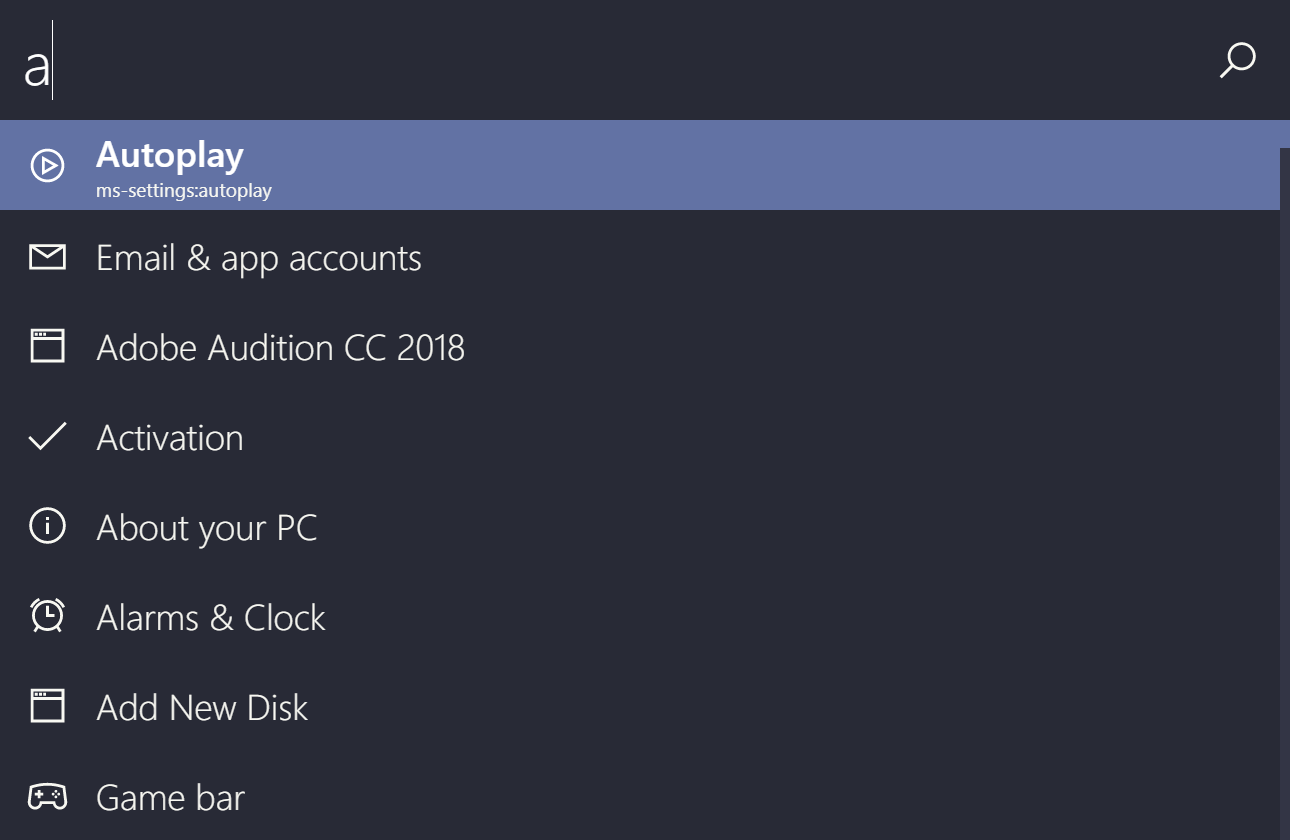 a
Autoplay
ms-settings:autoplay
Email & app accounts
Adobe Audition CC 2018
Activation
About your PC
Alarms & Clock
Add New Disk
Game bar